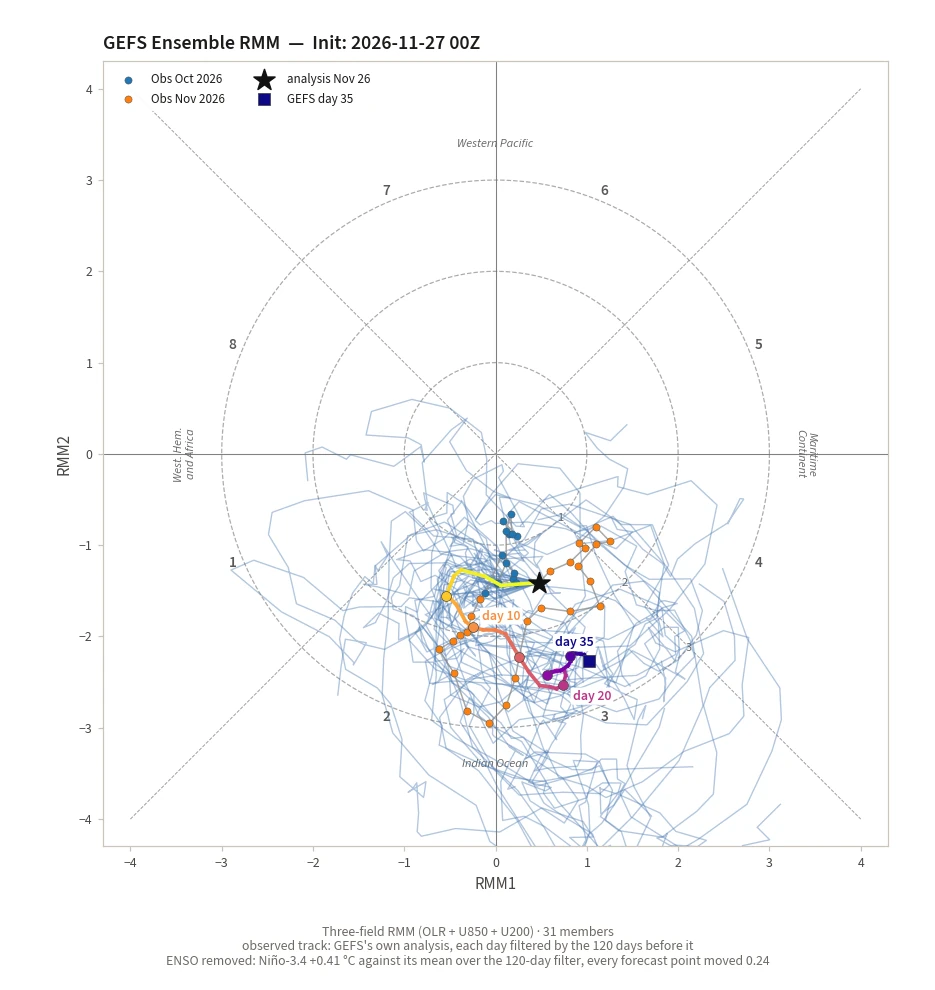 GEFS Ensemble RMM — Init: 2026-11-27 00Z
Obs Oct 2026
Obs Nov 2026
analysis Nov 26
GEFS day 35
Western Pacific
7
6
8
5
West. Hem.
and Africa
Maritime
Continent
1
4
2
3
Indian Ocean
1
2
3
day 10
day 35
day 20
4
3
2
1
0
−1
−2
−3
−4
RMM2
−4
−3
−2
−1
0
1
2
3
4
RMM1
Three-field RMM (OLR + U850 + U200) · 31 members
observed track: GEFS's own analysis, each day filtered by the 120 days before it
ENSO removed: Niño-3.4 +0.41 °C against its mean over the 120-day filter, every forecast point moved 0.24